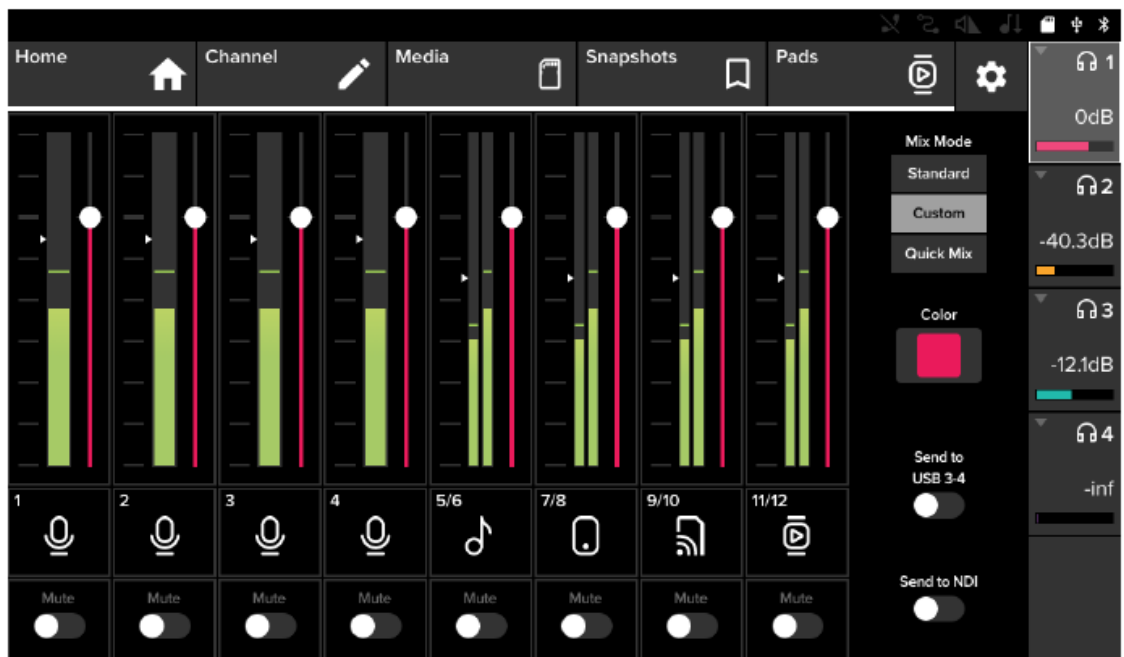 Home
Channel
Media
Snapshots
Pads
1
0dB
2
-40.3dB
3
-12.1dB
4
-inf
Mix Mode
Standard
Custom
Quick Mix
Color
Send to
USB 3-4
Send to NDI
1
2
3
4
5/6
7/8
9/10
11/12
Mute
Mute
Mute
Mute
Mute
Mute
Mute
Mute